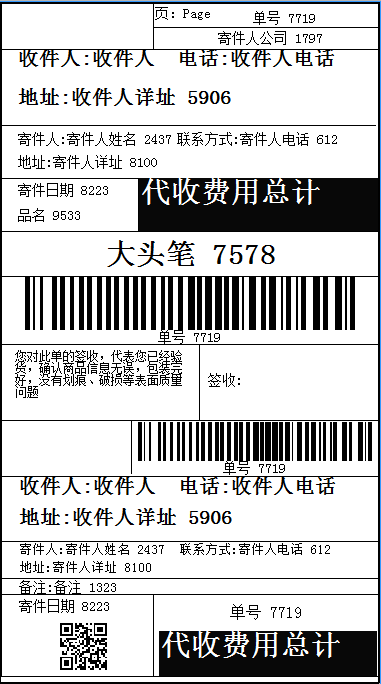 页: Page
单号 7719
寄件人公司 1797
收件人:收件人 电话:收件人电话
地址:收件人详址 5906
寄件人:寄件人姓名 2437 联系方式:寄件人电话 612
地址:寄件人详址 8100
寄件日期 8223
品名 9533
代收费用总计
大头笔 7578
单号 7719
您对此单的签收，代表您已经验
货，确认商品信息无误，包装完
好，没有划痕、破损等表面质量
问题
签收:
单号 7719
收件人:收件人 电话:收件人电话
地址:收件人详址 5906
寄件人:寄件人姓名 2437 联系方式:寄件人电话 612
地址:寄件人详址 8100
备注:备注 1323
寄件日期 8223
单号 7719
代收费用总计